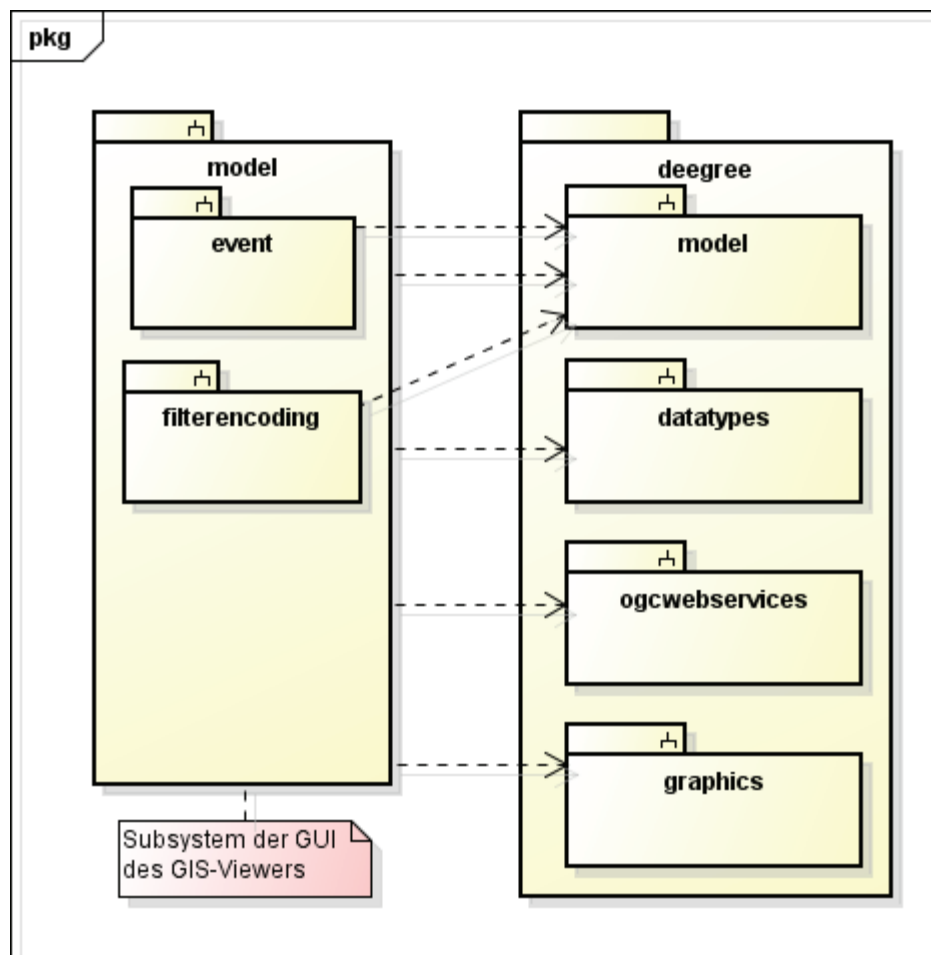 pkg
model
event
filterencoding
Subsystem der GUI
des GIS-Viewers
deegree
model
datatypes
ogcwebservices
graphics